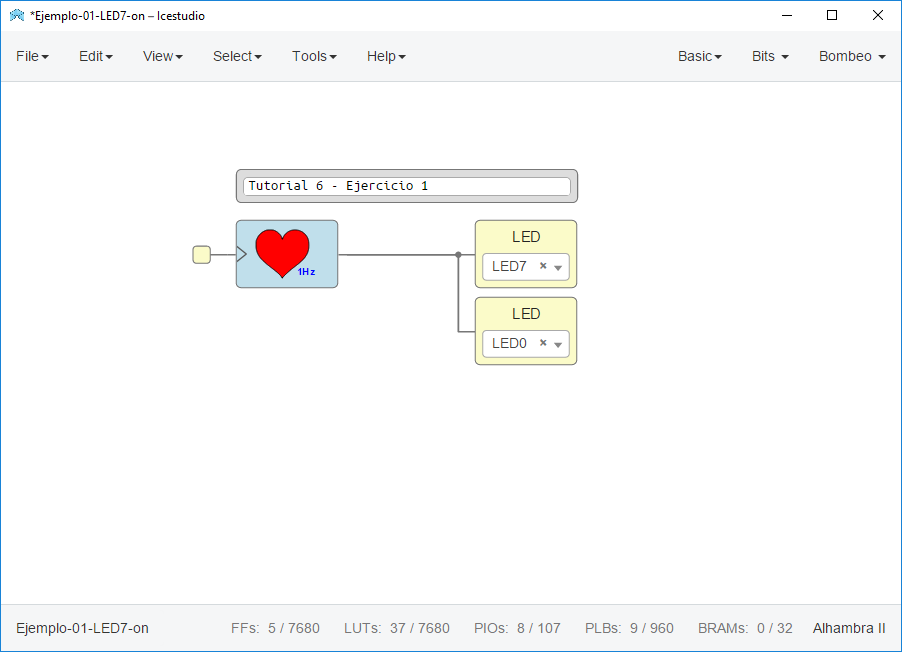 *Ejemplo-01-LED7-on – Icestudio
File Edit View Select Tools Help Basic Bits Bombeo
Tutorial 6 - Ejercicio 1
1Hz
LED
LED7
LED
LED0
Ejemplo-01-LED7-on FFs: 5 / 7680 LUTs: 37 / 7680 PIOs: 8 / 107 PLBs: 9 / 960 BRAMs: 0 / 32 Alhambra II